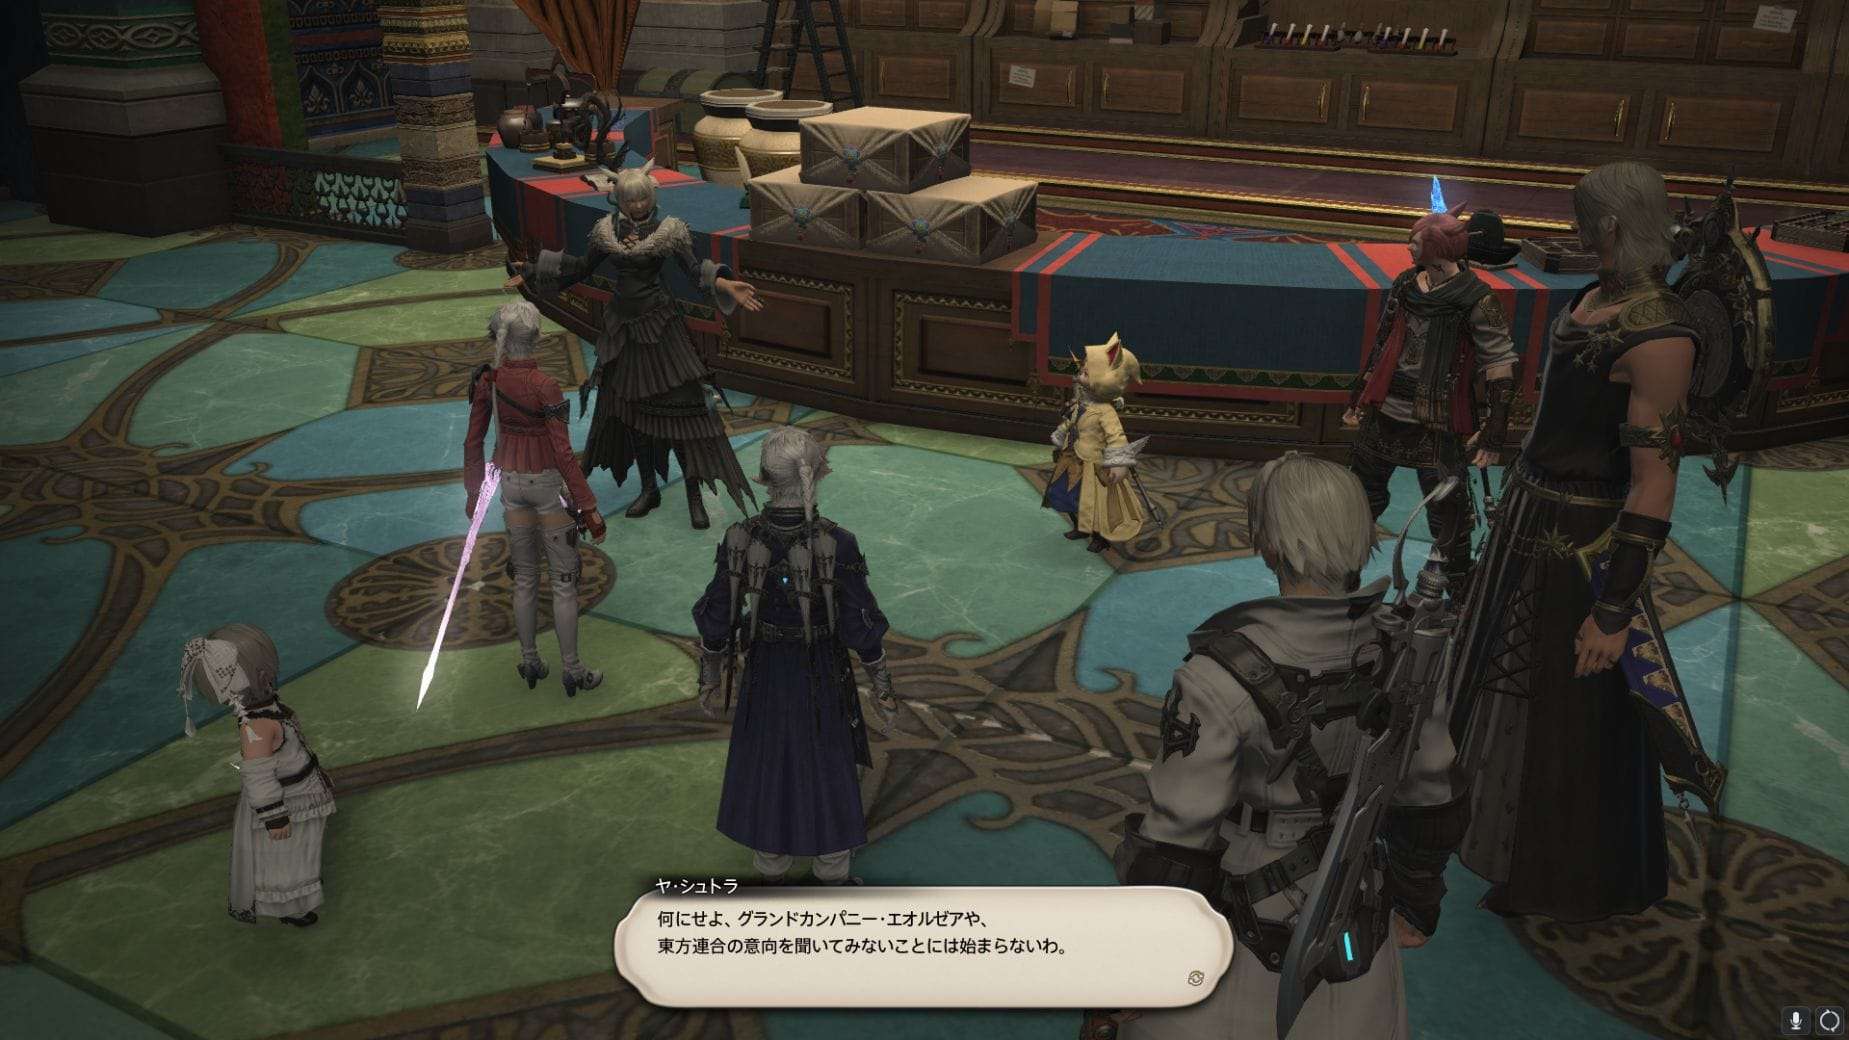 ヤ・シュトラ
何にせよ、グランドカンパニー・エオルゼアや、
東方連合の意向を聞いてみないことには始まらないわ。